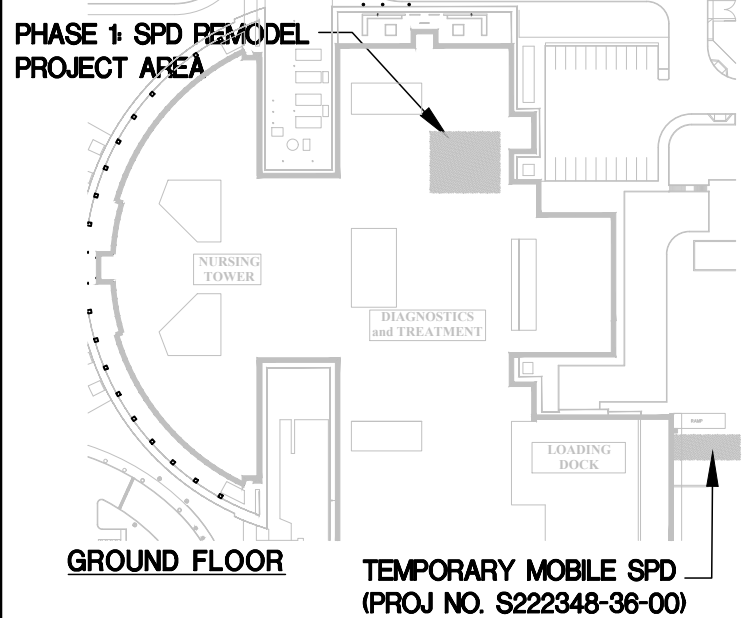 PHASE 1: SPD REMODEL
PROJECT AREA
NURSING
TOWER
DIAGNOSTICS
and TREATMENT
LOADING
DOCK
RAMP
GROUND FLOOR
TEMPORARY MOBILE SPD
(PROJ NO. S222348-36-00)